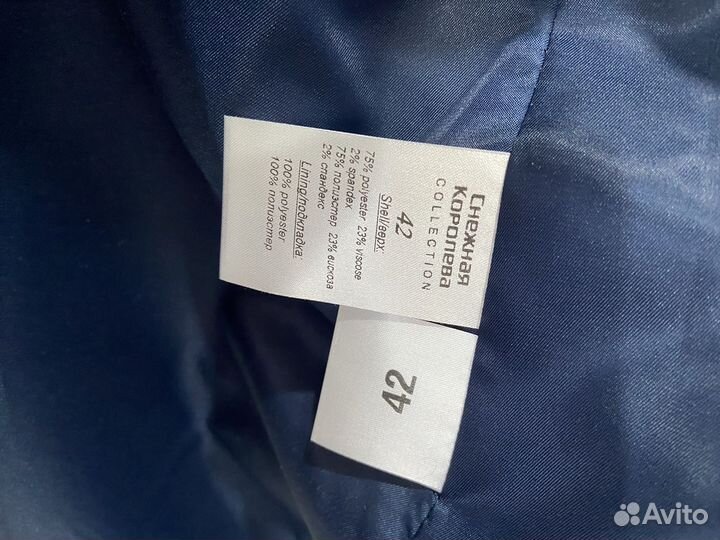 Снежная
Королева
COLLECTION
42
Shell/верх:
75% polyester 23% viscose
2% spandex
75% полиэстер 23% вискоза
2% спандекс
Lining/подкладка:
100% polyester
100% полиэстер
42
Avito